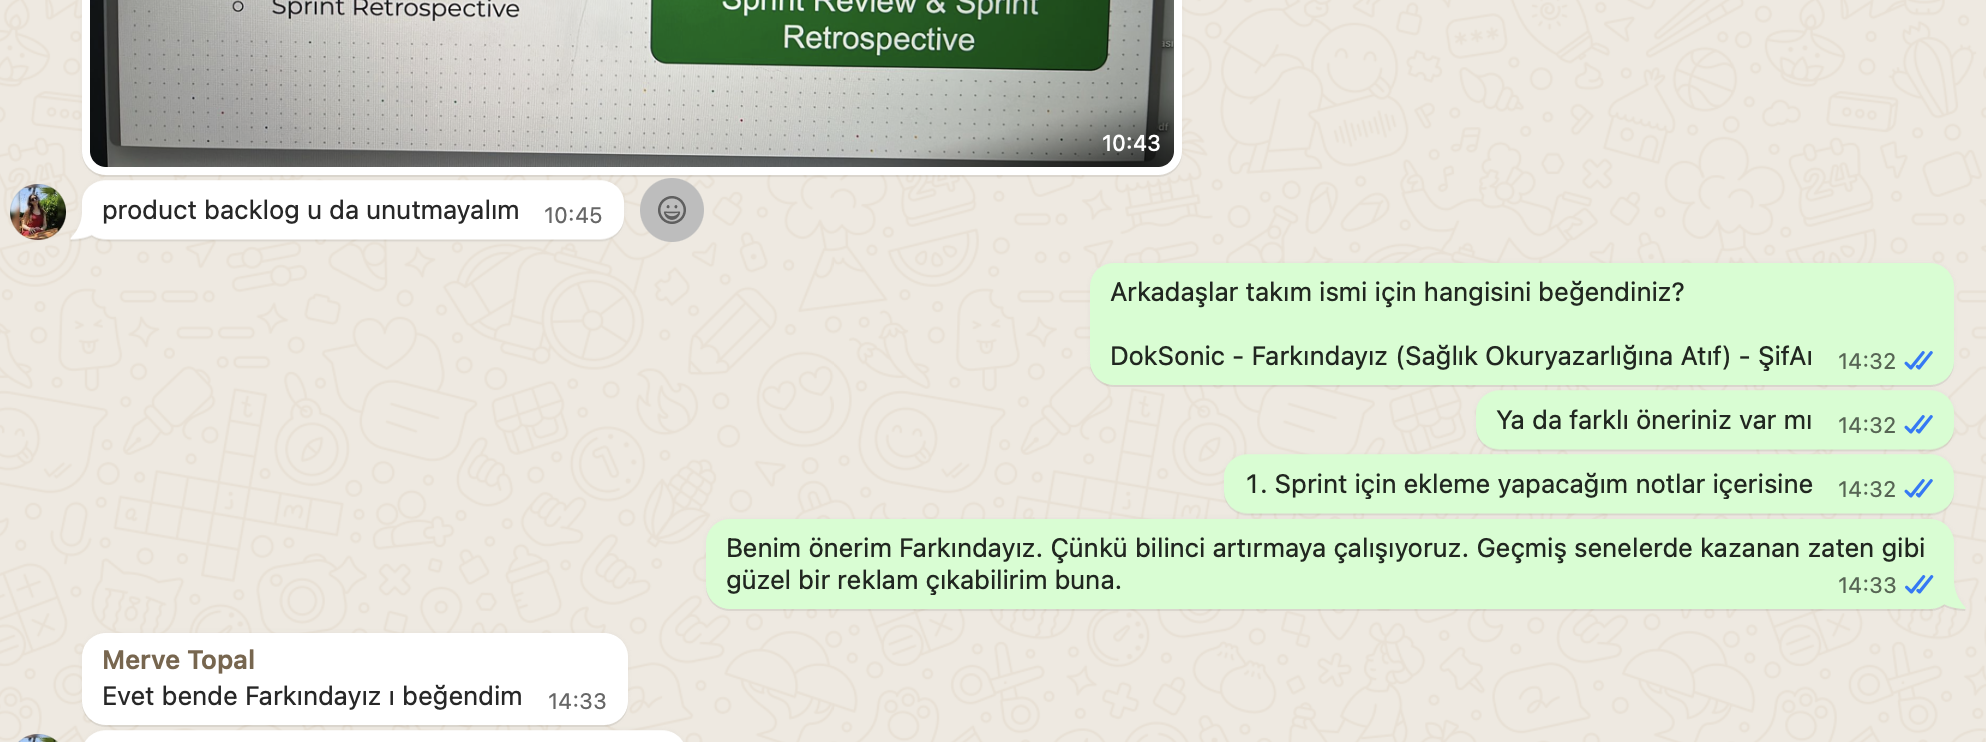 Sprint Retrospective
Sprint Review & Sprint
Retrospective
10:43
product backlog u da unutmayalım 10:45
Arkadaşlar takım ismi için hangisini beğendiniz?
DokSonic - Farkındayız (Sağlık Okuryazarlığına Atıf) - ŞifAı 14:32
Ya da farklı öneriniz var mı 14:32
1. Sprint için ekleme yapacağım notlar içerisine 14:32
Benim önerim Farkındayız. Çünkü bilinci artırmaya çalışıyoruz. Geçmiş senelerde kazanan zaten gibi
güzel bir reklam çıkabilirim buna. 14:33
Merve Topal
Evet bende Farkındayız ı beğendim 14:33